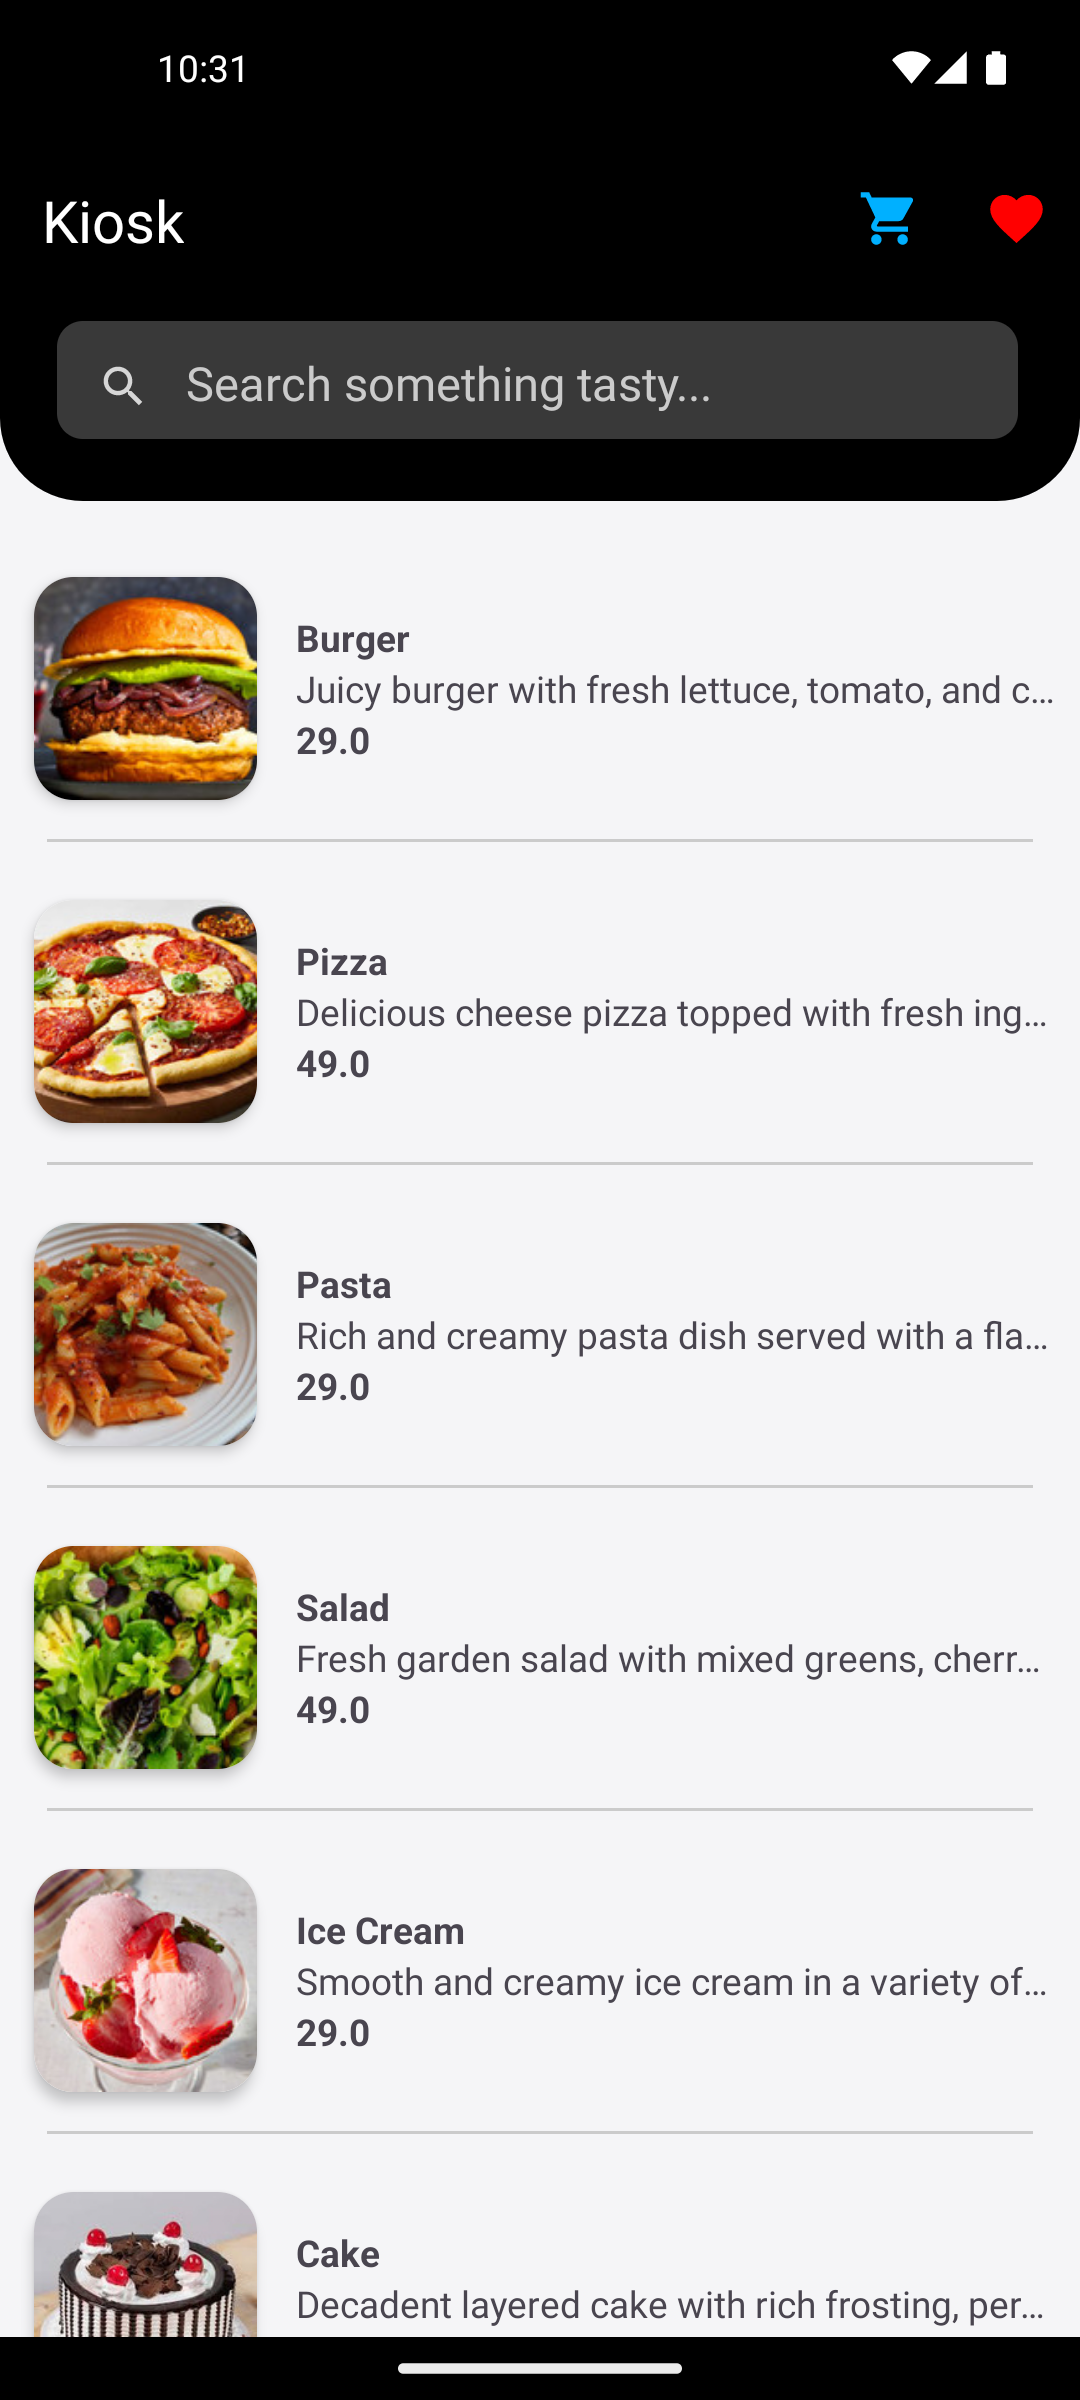 10:31
Kiosk
Search something tasty...
Burger
Juicy burger with fresh lettuce, tomato, and c...
29.0
Pizza
Delicious cheese pizza topped with fresh ing...
49.0
Pasta
Rich and creamy pasta dish served with a fla...
29.0
Salad
Fresh garden salad with mixed greens, cherr...
49.0
Ice Cream
Smooth and creamy ice cream in a variety of...
29.0
Cake
Decadent layered cake with rich frosting, per...